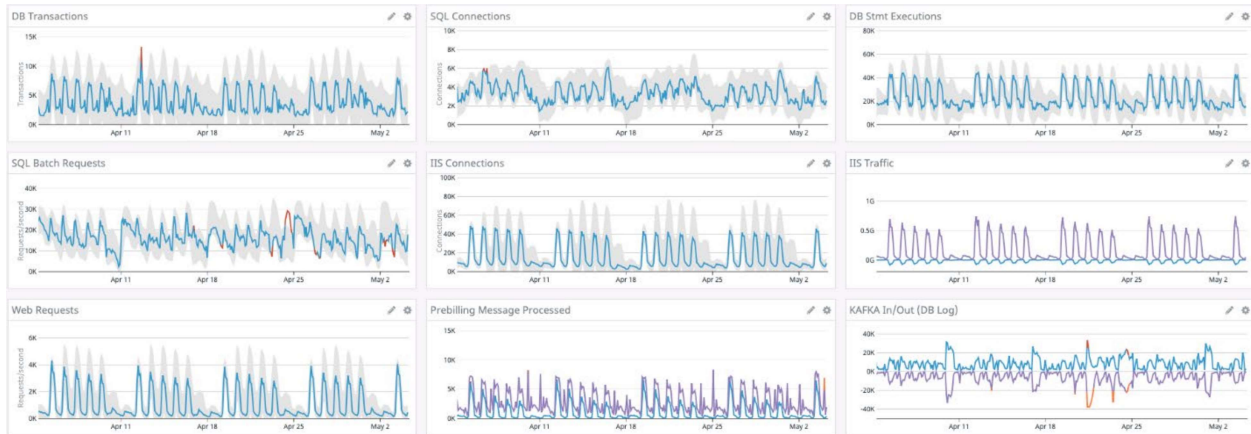 DB Transactions
15K
10K
5K
0K
Transactions
Apr 11 Apr 18 Apr 25 May 2
SQL Connections
10K
8K
6K
4K
2K
0K
Connections
Apr 11 Apr 18 Apr 25 May 2
DB Stmt Executions
80K
60K
40K
20K
0K
Apr 11 Apr 18 Apr 25 May 2
SQL Batch Requests
40K
30K
20K
10K
0K
Requests/second
Apr 11 Apr 18 Apr 25 May 2
IIS Connections
100K
80K
60K
40K
20K
0K
Connections
Apr 11 Apr 18 Apr 25 May 2
IIS Traffic
1G
0.5G
0G
Apr 11 Apr 18 Apr 25 May 2
Web Requests
6K
4K
2K
0K
Requests/second
Apr 11 Apr 18 Apr 25 May 2
Prebilling Message Processed
15K
10K
5K
0K
Apr 11 Apr 18 Apr 25 May 2
KAFKA In/Out (DB Log)
40K
20K
0K
-20K
-40K
Apr 11 Apr 18 Apr 25 May 2